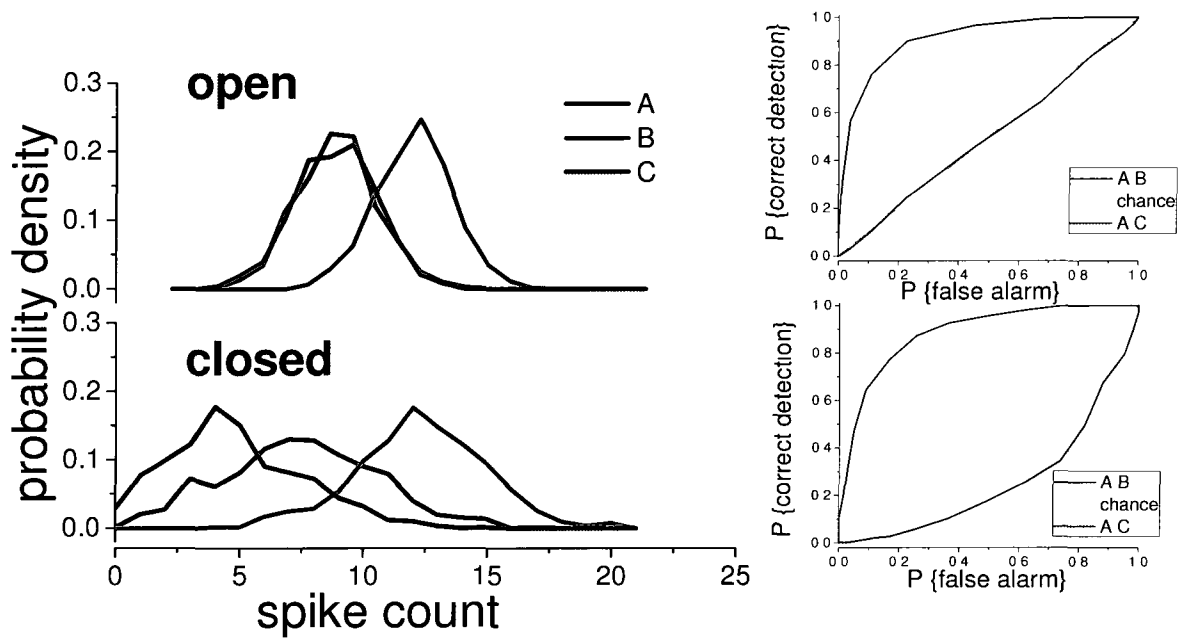 open
A
B
C
0.3
0.2
0.1
0.0
closed
0.3
0.2
0.1
0.0
probability density
0 5 10 15 20 25
spike count
P {correct detection}
1 0
0 8
0 6
0 4
0 2
0 0
A B
chance
A C
0 0 0 2 0 4 0 6 0 8 1 0
P {false alarm}
P {correct detection}
1 0
0 8
0 6
0 4
0 2
0 0
A B
chance
A C
0 0 0 2 0 4 0 6 0 8 1 0
P {false alarm}